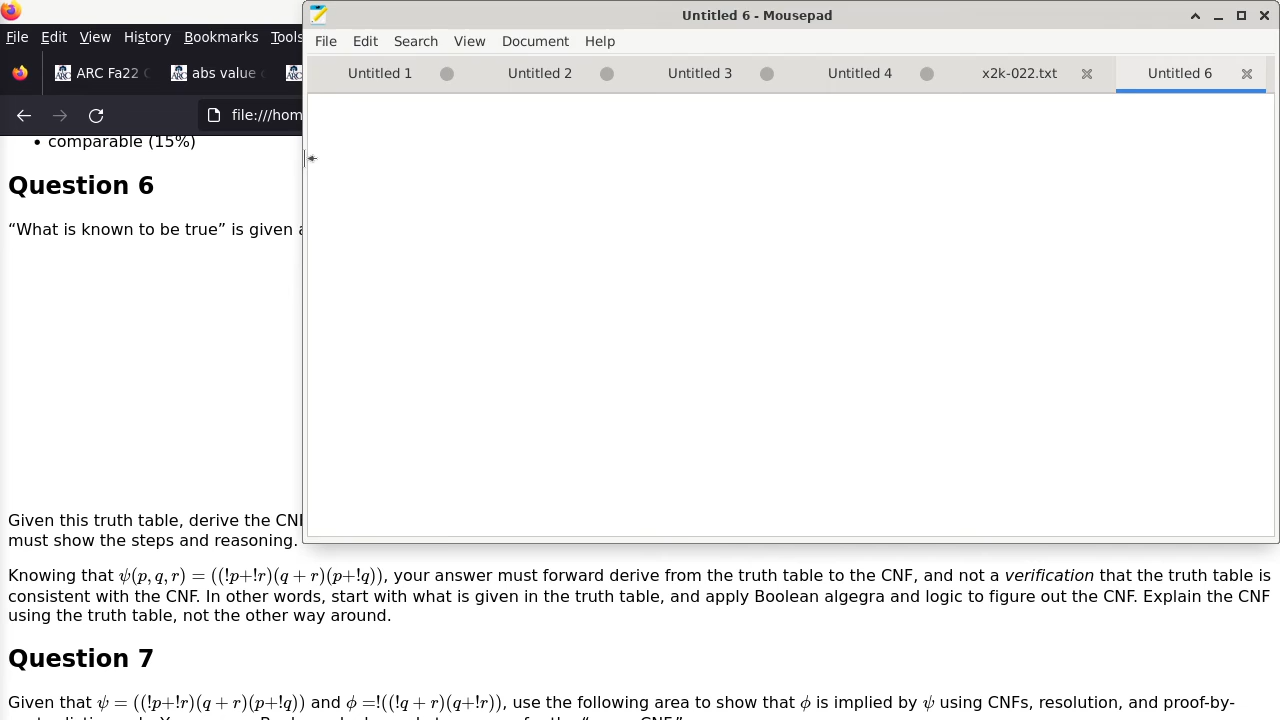 Untitled 6 - Mousepad
File Edit View History Bookmarks Tools
File Edit Search View Document Help
ARC Fa22 abs value
Untitled 1 Untitled 2 Untitled 3 Untitled 4 x2k-022.txt Untitled 6
file:///hom
• comparable (15%)
Question 6
“What is known to be true” is given
Given this truth table, derive the CNF
must show the steps and reasoning.
Knowing that ψ(p, q, r) = ((!p+!r)(q + r)(p+!q)), your answer must forward derive from the truth table to the CNF, and not a verification that the truth table is
consistent with the CNF. In other words, start with what is given in the truth table, and apply Boolean algegra and logic to figure out the CNF. Explain the CNF
using the truth table, not the other way around.
Question 7
Given that ψ = ((!p+!r)(q + r)(p+!q)) and ϕ =!((!q + r)(q+!r)), use the following area to show that ϕ is implied by ψ using CNFs, resolution, and proof-by-